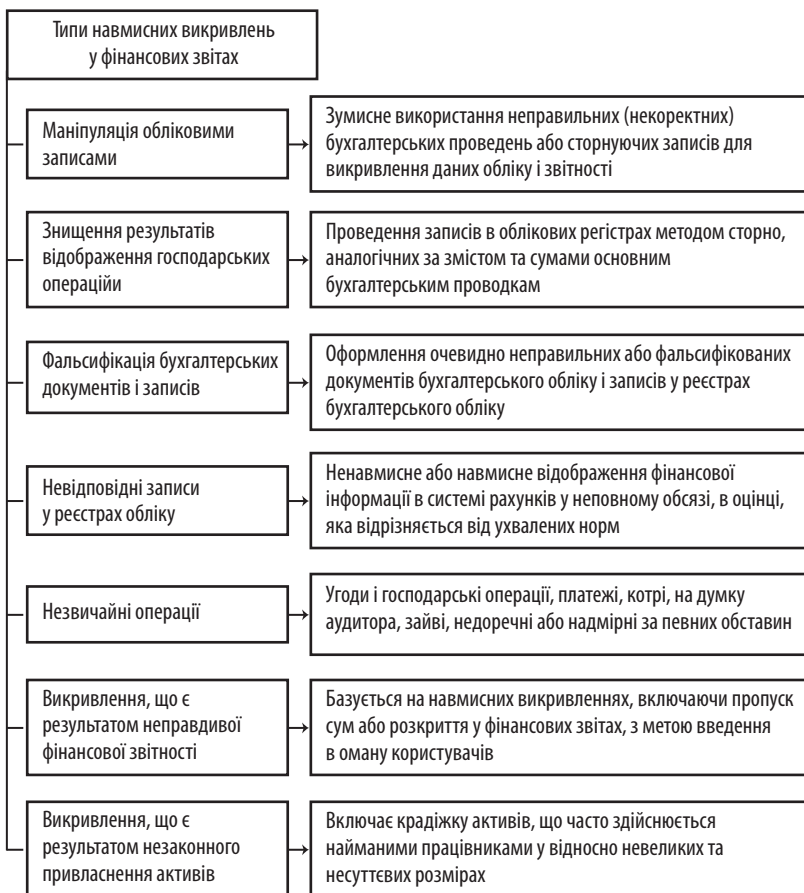 Типи навмисних викривлень
у фінансових звітах
Маніпуляція обліковими
записами
Зумисне використання неправильних (некоректних)
бухгалтерських проведень або сторнуючих записів для
викривлення даних обліку і звітності
Знищення результатів
відображення господарських
операційи
Проведення записів в облікових регістрах методом сторно,
аналогічних за змістом та сумами основним
бухгалтерським проводкам
Фальсифікація бухгалтерських
документів і записів
Оформлення очевидно неправильних або фальсифікованих
документів бухгалтерського обліку і записів у реєстрах
бухгалтерського обліку
Невідповідні записи
у реєстрах обліку
Ненавмисне або навмисне відображення фінансової
інформації в системі рахунків у неповному обсязі, в оцінці,
яка відрізняється від ухвалених норм
Незвичайні операції
Угоди і господарські операції, платежі, котрі, на думку
аудитора, зайві, недоречні або надмірні за певних обставин
Викривлення, що є
результатом неправдивої
фінансової звітності
Базується на навмисних викривленнях, включаючи пропуск
сум або розкриття у фінансових звітах, з метою введення
в оману користувачів
Викривлення, що є
результатом незаконного
привласнення активів
Включає крадіжку активів, що часто здійснюється
найманими працівниками у відносно невеликих та
несуттєвих розмірах